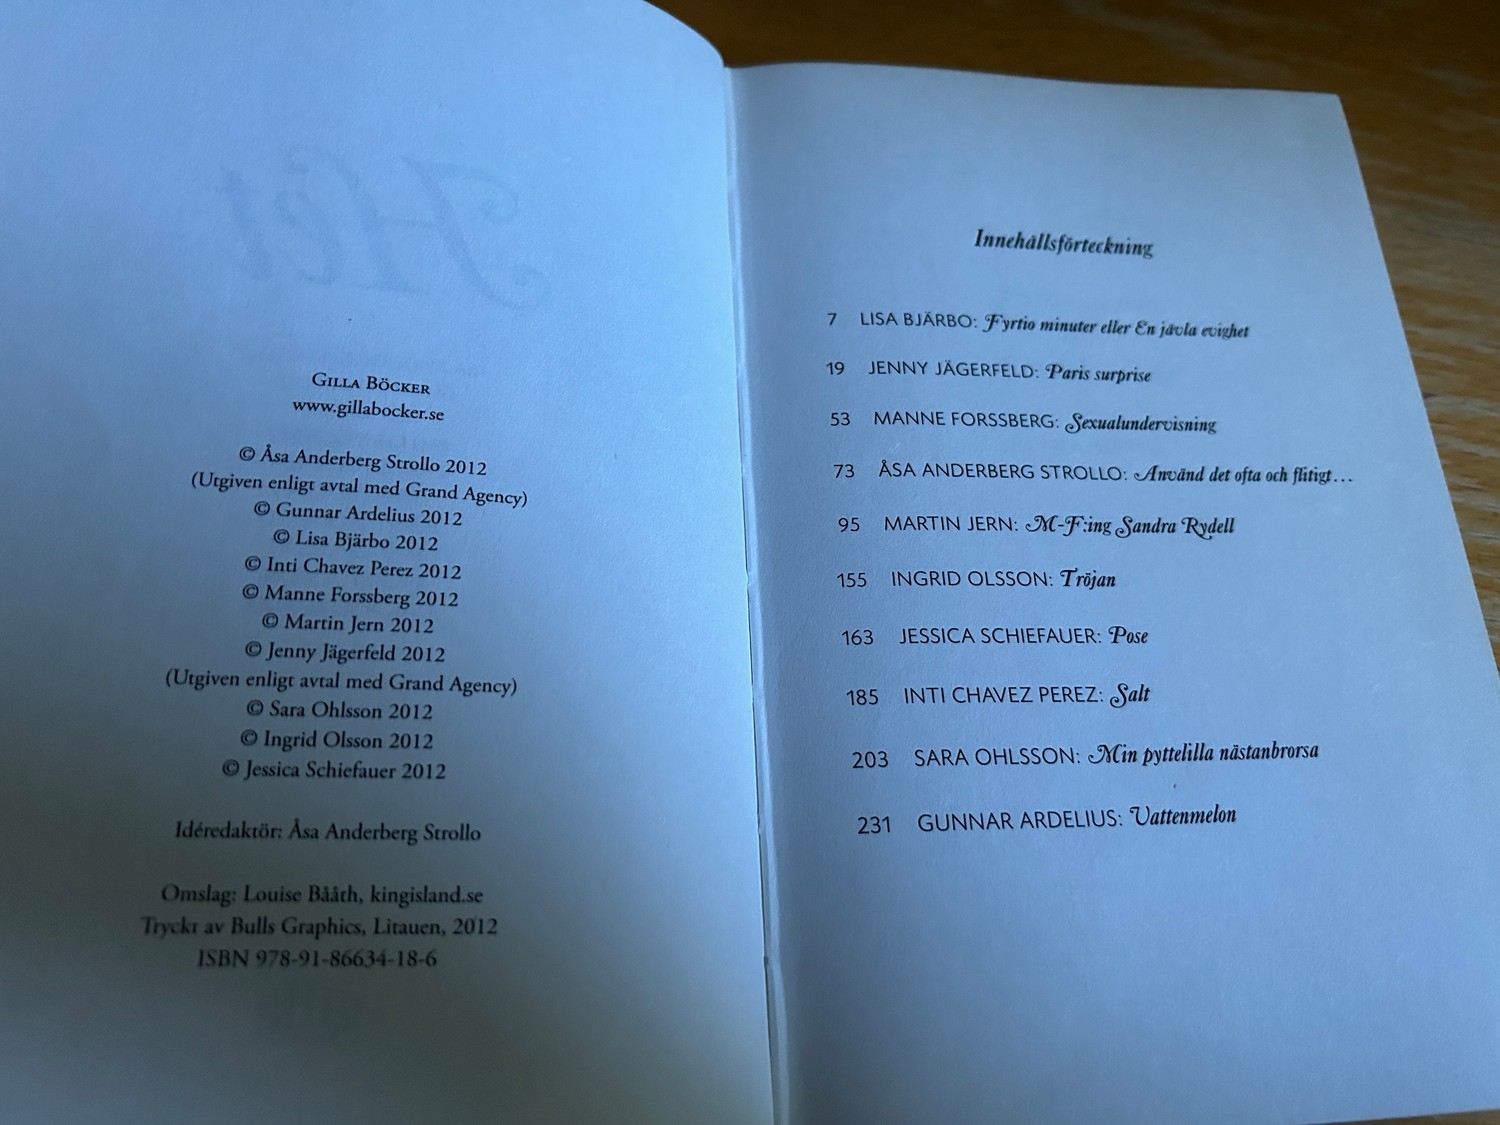 Het
GILLA BÖCKER
www.gillabocker.se
© Åsa Anderberg Strollo 2012
(Utgiven enligt avtal med Grand Agency)
© Gunnar Ardelius 2012
© Lisa Bjärbo 2012
© Inti Chavez Perez 2012
© Manne Forssberg 2012
© Martin Jern 2012
© Jenny Jägerfeld 2012
(Utgiven enligt avtal med Grand Agency)
© Sara Ohlsson 2012
© Ingrid Olsson 2012
© Jessica Schiefauer 2012
Idéredaktör: Åsa Anderberg Strollo
Omslag: Louise Bååth, kingisland.se
Tryckt av Bulls Graphics, Litauen, 2012
ISBN 978-91-86634-18-6
Innehållsförteckning
7 LISA BJÄRBO: Fyrtio minuter eller En jävla evighet
19 JENNY JÄGERFELD: Paris surprise
53 MANNE FORSSBERG: Sexualundervisning
73 ÅSA ANDERBERG STROLLO: Använd det ofta och flitigt...
95 MARTIN JERN: M-F:ing Sandra Rydell
155 INGRID OLSSON: Tröjan
163 JESSICA SCHIEFAUER: Pose
185 INTI CHAVEZ PEREZ: Salt
203 SARA OHLSSON: Min pyttelilla nästanbrorsa
231 GUNNAR ARDELIUS: Vattenmelon